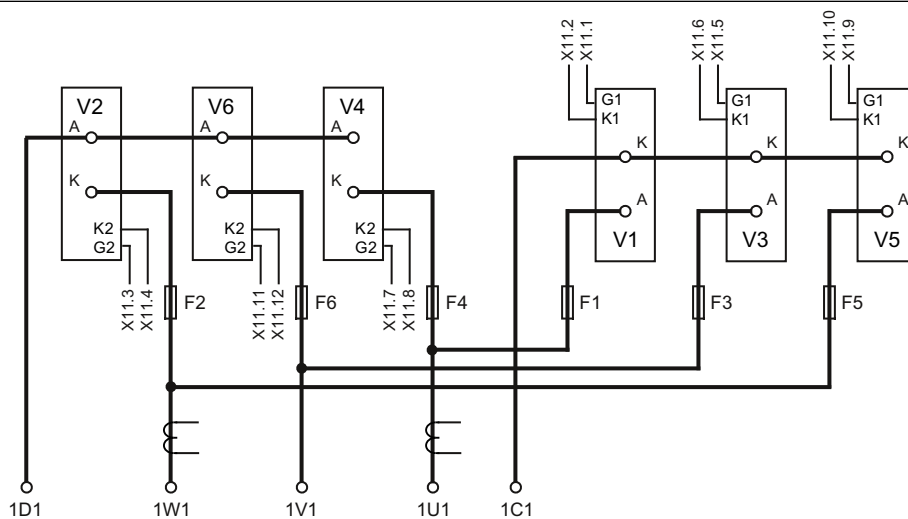 X11.2
X11.1
X11.6
X11.5
X11.10
X11.9
V2
V6
V4
G1
K1
G1
K1
G1
K1
A
A
A
K
K
K
K
K
K
A
A
A
V1
V3
V5
K2
G2
K2
G2
K2
G2
X11.3
X11.4
X11.11
X11.12
X11.7
X11.8
F2
F6
F4
F1
F3
F5
1D1
1W1
1V1
1U1
1C1